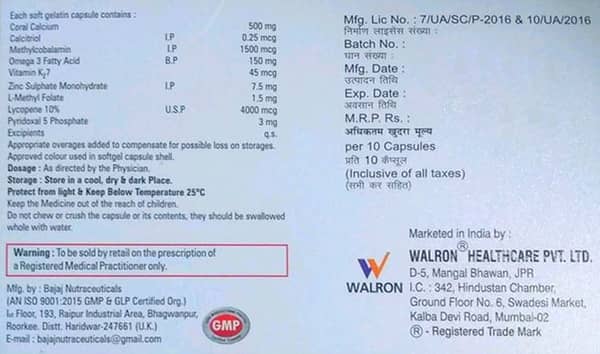 Each soft gelatin capsule contains :
Coral Calcium 500 mg
Calcitriol I.P 0.25 mcg
Methylcobalamin I.P 1500 mcg
Omega 3 Fatty Acid B.P 150 mg
Vitamin K₂7 45 mcg
Zinc Sulphate Monohydrate I.P 7.5 mg
L-Methyl Folate 1.5 mg
Lycopene 10% U.S.P 4000 mcg
Pyridoxal 5 Phosphate 3 mg
Excipients q.s.
Appropriate overages added to compensate for possible loss on storages.
Approved colour used in softgel capsule shell.
Dosage : As directed by the Physician.
Storage : Store in a cool, dry & dark Place.
Protect from light & Keep Below Temperature 25°C
Keep the Medicine out of the reach of children.
Do not chew or crush the capsule or its contents, they should be swallowed
whole with water.
Warning : To be sold by retail on the prescription of
a Registered Medical Practitioner only.
Mfg. by : Bajaj Nutraceuticals
(AN ISO 9001:2015 GMP & GLP Certified Org.)
Ist Floor, 193, Raipur Industrial Area, Bhagwanpur,
Roorkee. Distt. Haridwar-247661 (U.K.)
E-mail : bajajnutraceuticals@gmail.com
GMP
Mfg. Lic No. : 7/UA/SC/P-2016 & 10/UA/2016
निर्माण लाइसेंस संख्या :
Batch No. :
घान संख्या :
Mfg. Date :
उत्पादन तिथि
Exp. Date :
अवसान तिथि
M.R.P. Rs. :
अधिकतम खुदरा मूल्य
per 10 Capsules
प्रति 10 कैप्सूल
(Inclusive of all taxes)
(सभी कर सहित)
Marketed in India by :
WALRON® HEALTHCARE PVT. LTD.
D-5, Mangal Bhawan, JPR
I.C. : 342, Hindustan Chamber,
Ground Floor No. 6, Swadesi Market,
Kalba Devi Road, Mumbai-02
® - Registered Trade Mark
WALRON